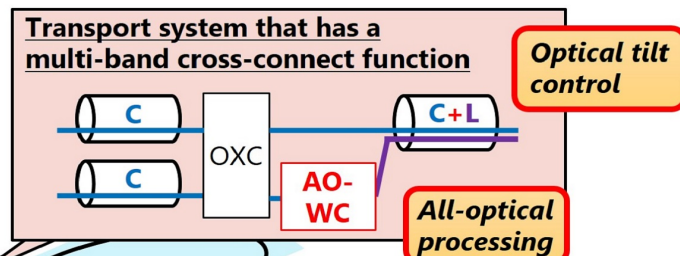 Transport system that has a
multi-band cross-connect function
Optical tilt
control
C
C+L
OXC
C
AO-
WC
All-optical
processing